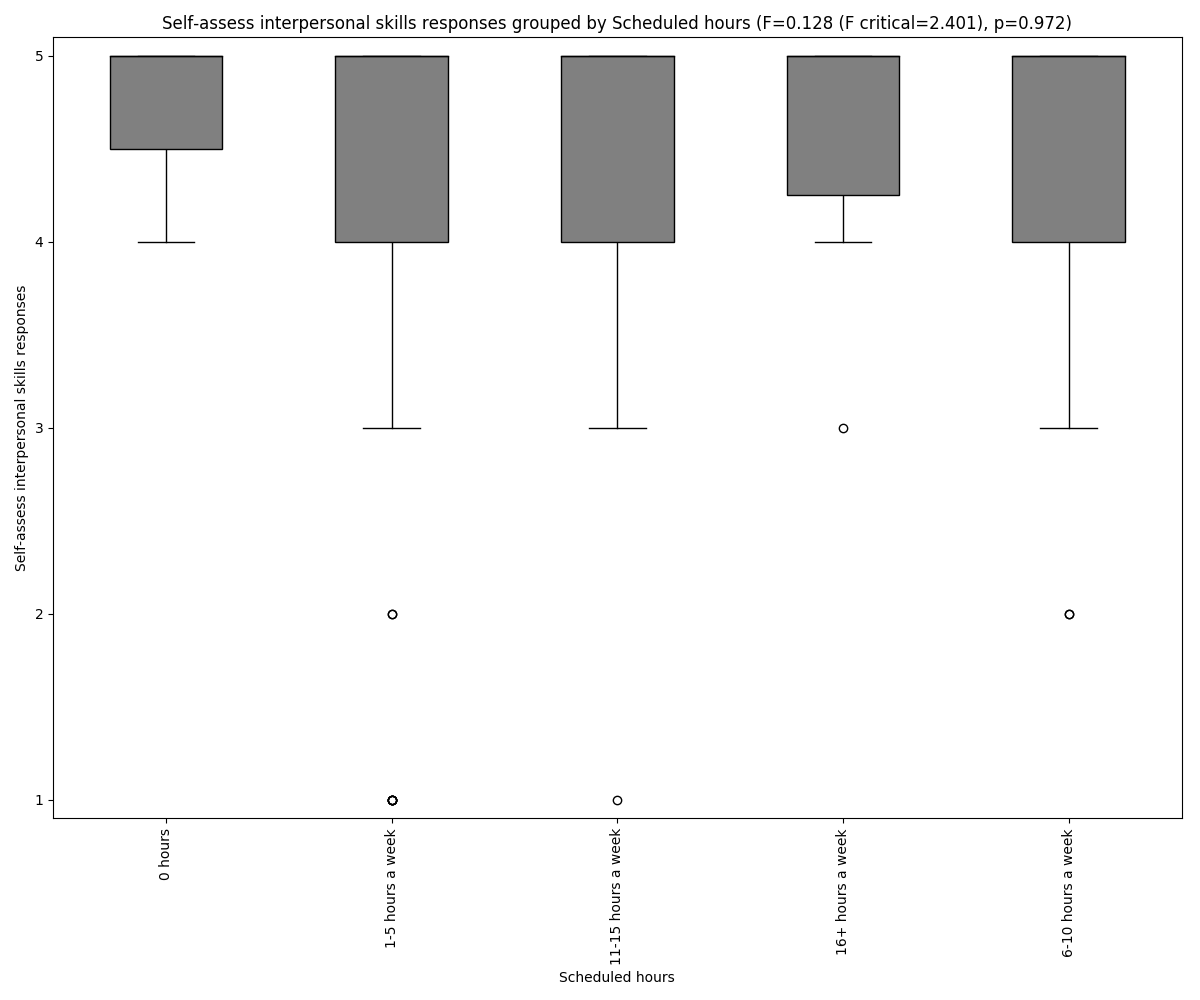 Self-assess interpersonal skills responses grouped by Scheduled hours (F=0.128 (F critical=2.401), p=0.972)
Self-assess interpersonal skills responses
5
4
3
2
1
0 hours
1-5 hours a week
11-15 hours a week
16+ hours a week
6-10 hours a week
Scheduled hours